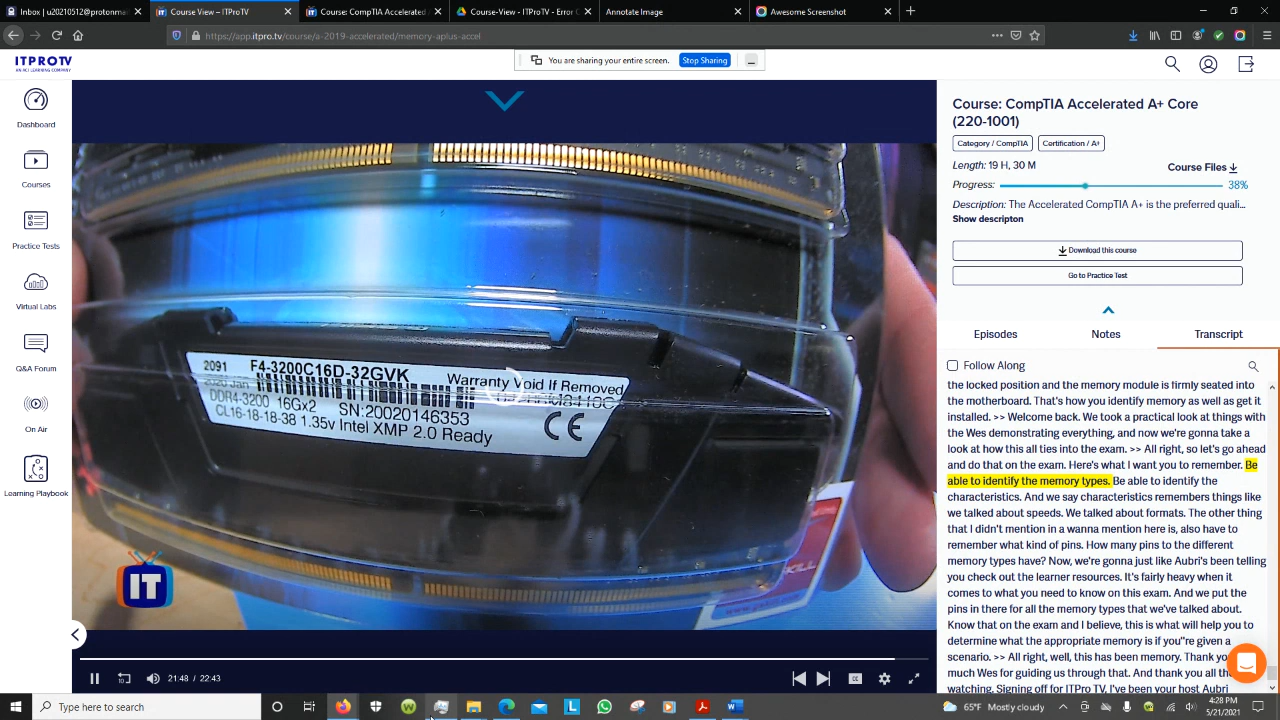 Inbox | u20210512@protonmail
Course View – ITProTV
Course: CompTIA Accelerated A
Course-View - ITProTV - Error C
Annotate Image
Awesome Screenshot
https://app.itpro.tv/course/a-2019-accelerated/memory-aplus-accel
ITPROTV
AN ACI LEARNING COMPANY
You are sharing your entire screen.
Stop Sharing
Dashboard
Courses
Practice Tests
Virtual Labs
Q&A Forum
On Air
Learning Playbook
2091 F4-3200C16D-32GVK
2020 Jan
Warranty Void If Removed
DDR4-3200 16Gx2 SN:20020146353
CL16-18-18-38 1.35v Intel XMP 2.0 Ready
CE
IT
21:48 / 22:43
Course: CompTIA Accelerated A+ Core
(220-1001)
Category / CompTIA
Certification / A+
Length: 19 H, 30 M
Course Files
Progress:
38%
Description: The Accelerated CompTIA A+ is the preferred quali...
Show descripton
Download this course
Go to Practice Test
Episodes
Notes
Transcript
Follow Along
the locked position and the memory module is firmly seated into
the motherboard. That's how you identify memory as well as get it
installed. >> Welcome back. We took a practical look at things with
the Wes demonstrating everything, and now we're gonna take a
look at how this all ties into the exam. >> All right, so let's go ahead
and do that on the exam. Here's what I want you to remember. Be
able to identify the memory types. Be able to identify the
characteristics. And we say characteristics remembers things like
we talked about speeds. We talked about formats. The other thing
that I didn't mention in a wanna mention here is, also have to
remember what kind of pins. How many pins to the different
memory types have? Now, we're gonna just like Aubri's been telling
you check out the learner resources. It's fairly heavy when it
comes to what you need to know on this exam. And we put the
pins in there for all the memory types that we've talked about.
Know that on the exam and I believe, this is what will help you to
determine what the appropriate memory is if you"re given a
scenario. >> All right, well, this has been memory. Thank
much Wes for guiding us through that. And thank you all
watching. Signing off for ITPro TV, I've been your host Aubri
Type here to search
65°F Mostly cloudy
4:28 PM
5/21/2021